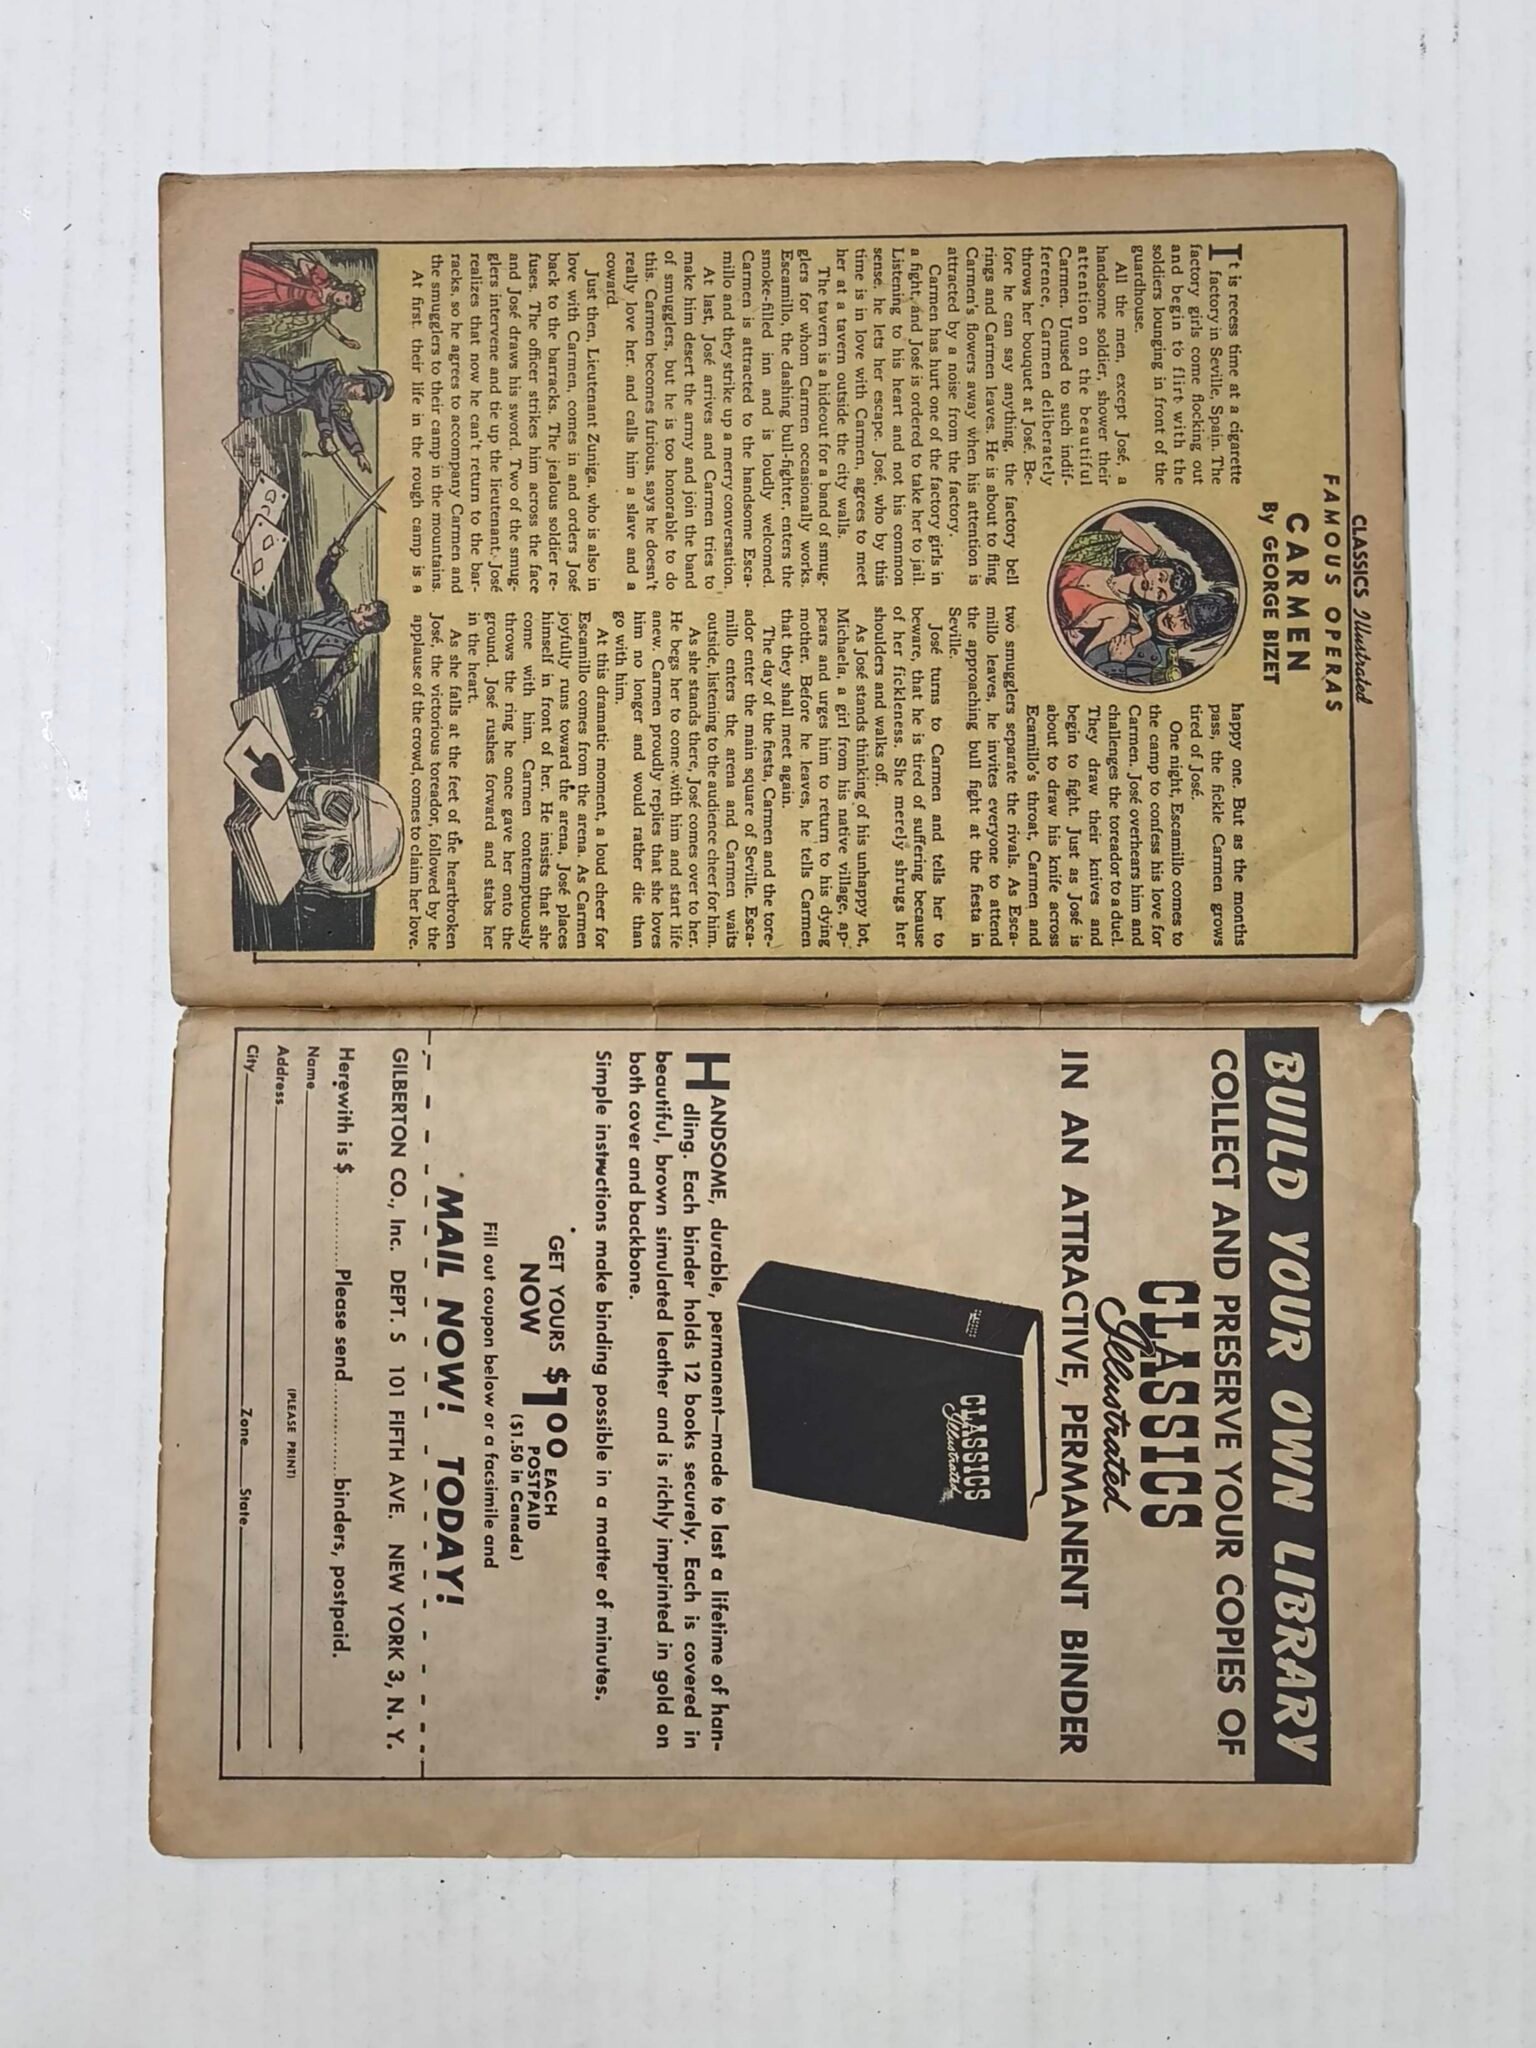 CLASSICS Illustrated
FAMOUS OPERAS
CARMEN
By GEORGE BIZET
It is recess time at a cigarette
factory in Seville, Spain. The
factory girls come flocking out
and begin to flirt with the
soldiers lounging in front of the
guardhouse.
All the men, except José, a
handsome soldier, shower their
attention on the beautiful
Carmen. Unused to such indif-
ference, Carmen deliberately
throws her bouquet at José. Be-
fore he can say anything, the factory bell
rings and Carmen leaves. He is about to fling
Carmen's flowers away when his attention is
attracted by a noise from the factory.
Carmen has hurt one of the factory girls in
a fight, and José is ordered to take her to jail.
Listening to his heart and not his common
sense, he lets her escape. José, who by this
time is in love with Carmen, agrees to meet
her at a tavern outside the city walls.
The tavern is a hideout for a band of smug-
glers for whom Carmen occasionally works.
Escamillo, the dashing bull-fighter, enters the
smoke-filled inn and is loudly welcomed.
Carmen is attracted to the handsome Esca-
millo and they strike up a merry conversation.
At last, José arrives and Carmen tries to
make him desert the army and join the band
of smugglers, but he is too honorable to do
this. Carmen becomes furious, says he doesn't
really love her, and calls him a slave and a
coward.
Just then, Lieutenant Zuniga, who is also in
love with Carmen, comes in and orders José
back to the barracks. The jealous soldier re-
fuses. The officer strikes him across the face
and José draws his sword. Two of the smug-
glers intervene and tie up the lieutenant. José
realizes that now he can't return to the bar-
racks, so he agrees to accompany Carmen and
the smugglers to their camp in the mountains.
At first, their life in the rough camp is a
happy one. But as the months
pass, the fickle Carmen grows
tired of José.
One night, Escamillo comes to
the camp to confess his love for
Carmen. José overhears him and
challenges the toreador to a duel.
They draw their knives and
begin to fight. Just as José is
about to draw his knife across
Ecamillo's throat, Carmen and
two smugglers separate the rivals. As Esca-
millo leaves, he invites everyone to attend
the approaching bull fight at the fiesta in
Seville.
José turns to Carmen and tells her to
beware, that he is tired of suffering because
of her fickleness. She merely shrugs her
shoulders and walks off.
As José stands thinking of his unhappy lot,
Michaela, a girl from his native village, ap-
pears and urges him to return to his dying
mother. Before he leaves, he tells Carmen
that they shall meet again.
The day of the fiesta, Carmen and the tore-
ador enter the main square of Seville. Esca-
millo enters the arena and Carmen waits
outside, listening to the audience cheer for him.
As she stands there, José comes over to her.
He begs her to come with him and start life
anew. Carmen proudly replies that she loves
him no longer and would rather die than
go with him.
At this dramatic moment, a loud cheer for
Escamillo comes from the arena. As Carmen
joyfully runs toward the arena, José places
himself in front of her. He insists that she
come with him. Carmen contemptuously
throws the ring he once gave her onto the
ground. José rushes forward and stabs her
in the heart.
As she falls at the feet of the heartbroken
José, the victorious toreador, followed by the
applause of the crowd, comes to claim her love.
BUILD YOUR OWN LIBRARY
COLLECT AND PRESERVE YOUR COPIES OF
CLASSICS
Illustrated
IN AN ATTRACTIVE, PERMANENT BINDER
CLASSICS
Illustrated
HANDSOME, durable, permanent—made to last a lifetime of han-
dling. Each binder holds 12 books securely. Each is covered in
beautiful, brown simulated leather and is richly imprinted in gold on
both cover and backbone.
Simple instructions make binding possible in a matter of minutes.
GET YOURS NOW $1.00 EACH POSTPAID
($1.50 in Canada)
Fill out coupon below or a facsimile and
MAIL NOW! TODAY!
GILBERTON CO., Inc. DEPT. S 101 FIFTH AVE. NEW YORK 3, N. Y.
Herewith is $.......... Please send.......... binders, postpaid.
Name
(PLEASE PRINT)
Address
City Zone State